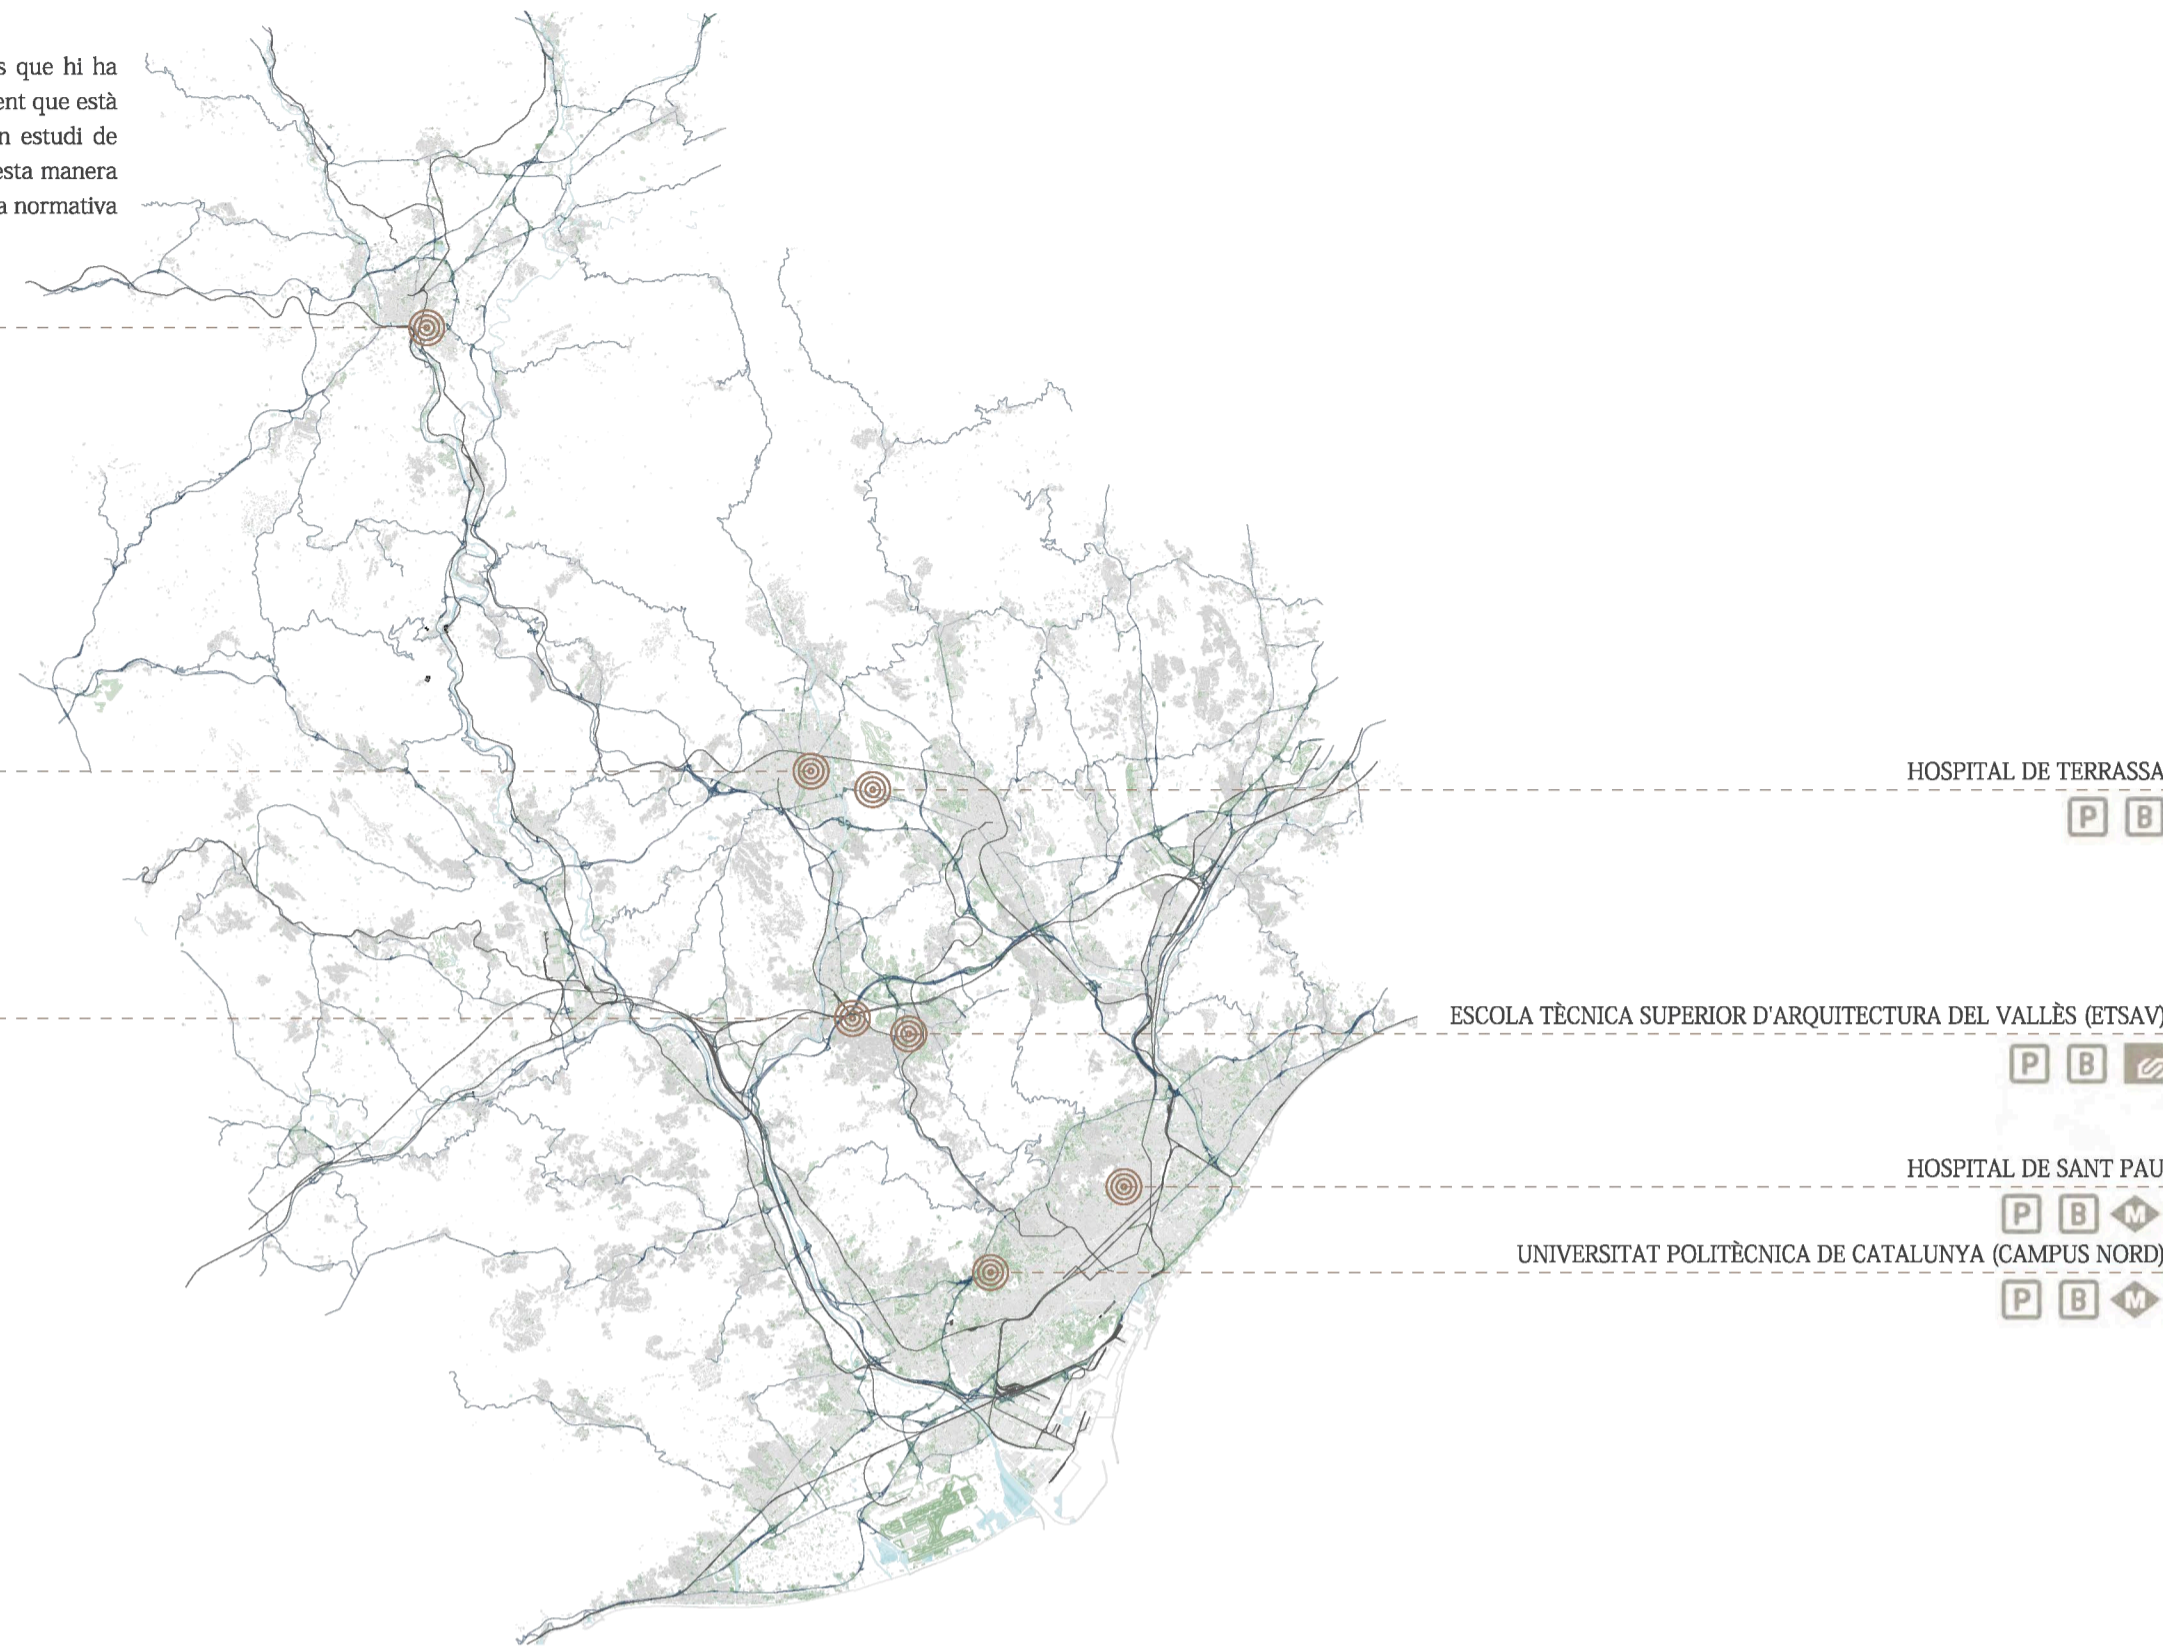 s que hi ha
ent que està
n estudi de
esta manera
a normativa
HOSPITAL DE TERRASSA
P B
ESCOLA TÈCNICA SUPERIOR D'ARQUITECTURA DEL VALLÈS (ETSAV)
P B
HOSPITAL DE SANT PAU
P B M
UNIVERSITAT POLITÈCNICA DE CATALUNYA (CAMPUS NORD)
P B M